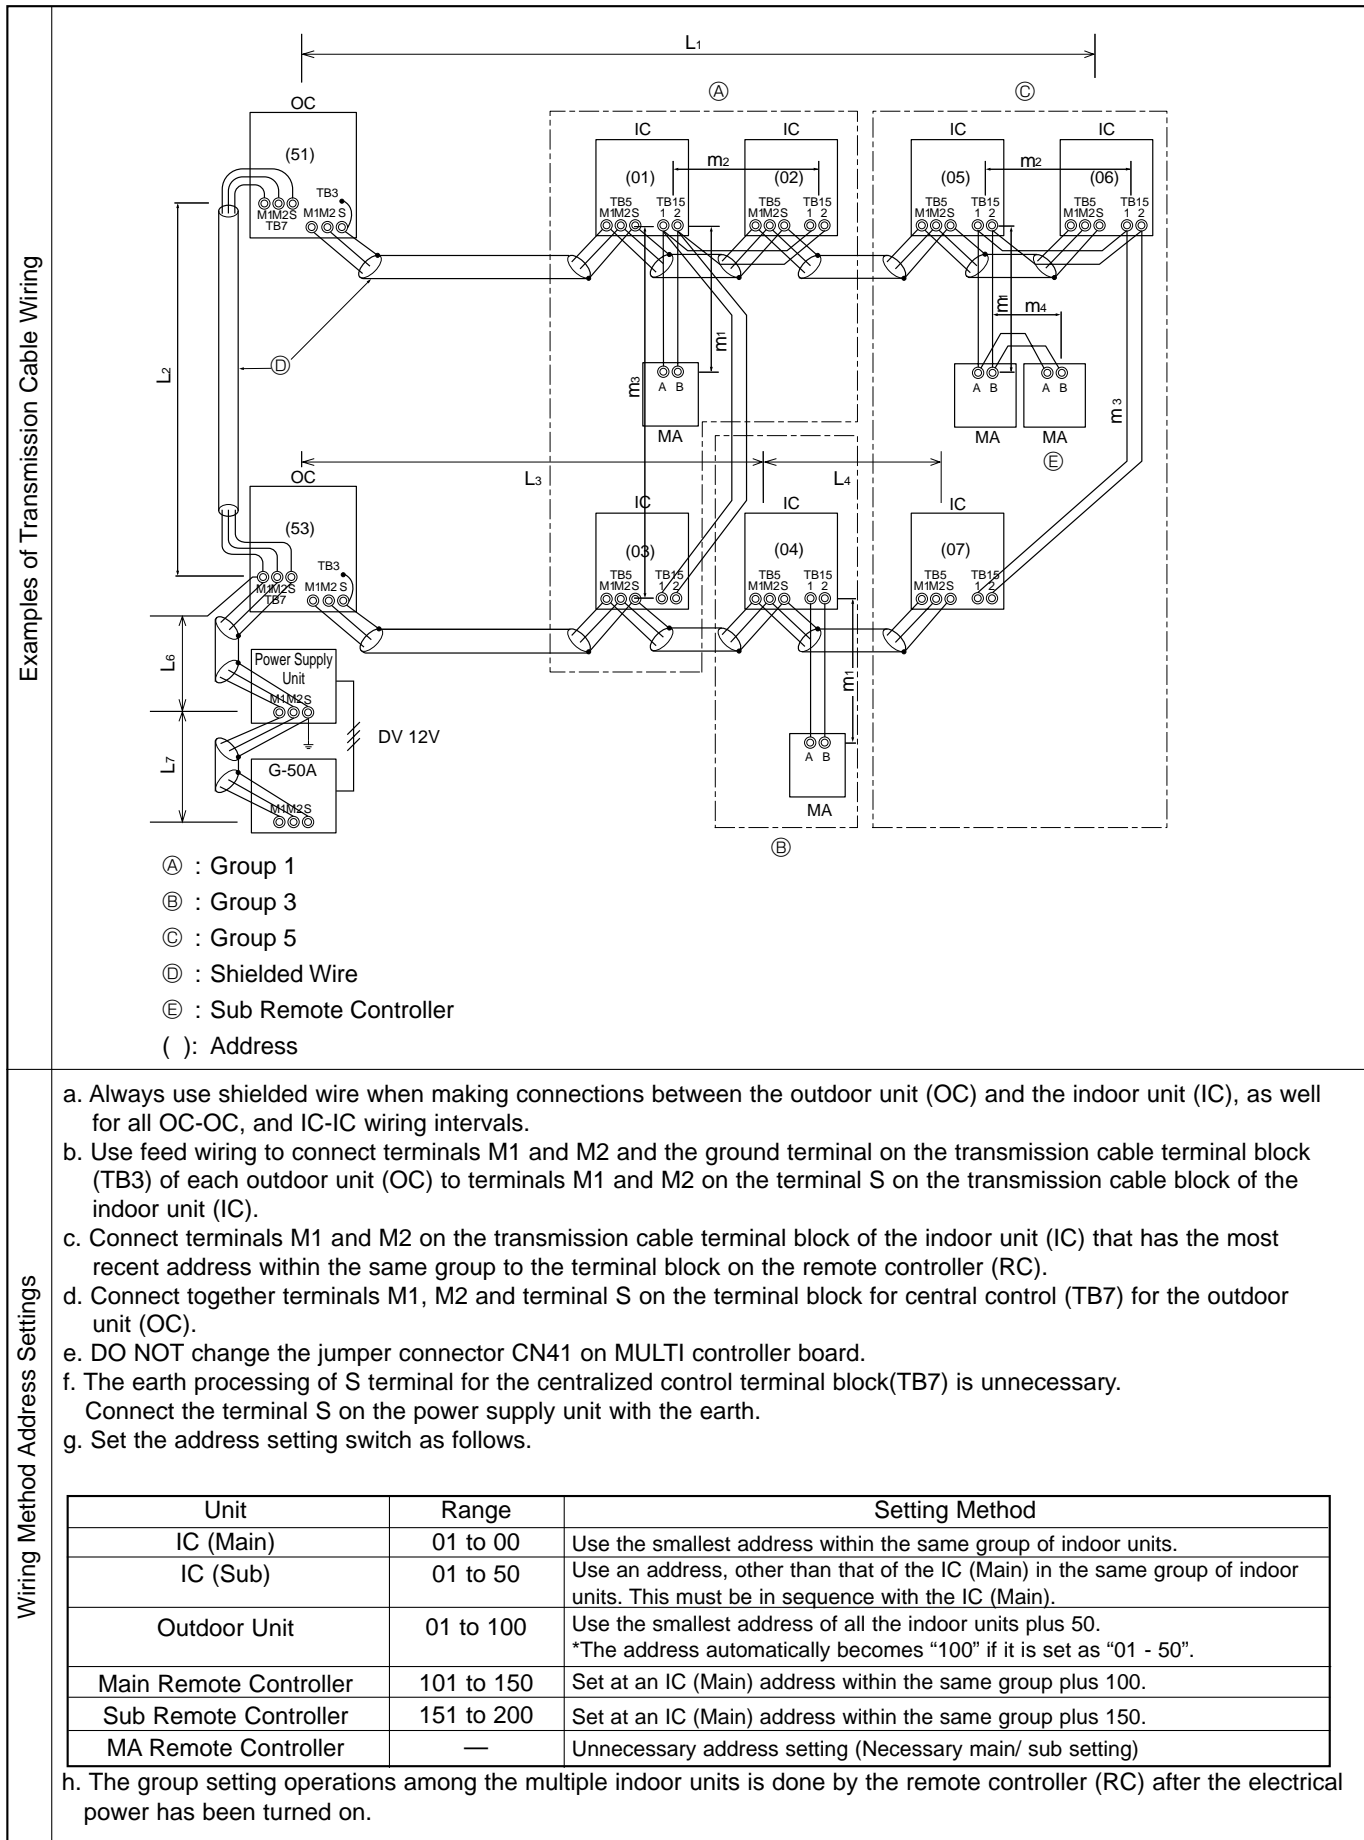 Examples of Transmission Cable Wiring
L1
Ⓐ
Ⓒ
OC
(51)
TB3
M1M2S
TB7
M1M2 S
IC
(01)
TB5
M1M2S
TB15
1 2
m2
IC
(02)
TB5
M1M2S
TB15
1 2
IC
(05)
TB5
M1M2S
TB15
1 2
m2
IC
(06)
TB5
M1M2S
TB15
1 2
L2
Ⓓ
m3
m1
A B
MA
m1
m4
A B
MA
A B
MA
Ⓔ
m3
L3
L4
OC
(53)
TB3
M1M2S
TB7
M1M2 S
IC
(03)
TB5
M1M2S
TB15
1 2
IC
(04)
TB5
M1M2S
TB15
1 2
IC
(07)
TB5
M1M2S
TB15
1 2
L6
Power Supply
Unit
M1M2S
DV 12V
L7
G-50A
M1M2S
m1
A B
MA
Ⓑ
Ⓐ : Group 1
Ⓑ : Group 3
Ⓒ : Group 5
Ⓓ : Shielded Wire
Ⓔ : Sub Remote Controller
( ): Address
Wiring Method Address Settings
a. Always use shielded wire when making connections between the outdoor unit (OC) and the indoor unit (IC), as well
for all OC-OC, and IC-IC wiring intervals.
b. Use feed wiring to connect terminals M1 and M2 and the ground terminal on the transmission cable terminal block
(TB3) of each outdoor unit (OC) to terminals M1 and M2 on the terminal S on the transmission cable block of the
indoor unit (IC).
c. Connect terminals M1 and M2 on the transmission cable terminal block of the indoor unit (IC) that has the most
recent address within the same group to the terminal block on the remote controller (RC).
d. Connect together terminals M1, M2 and terminal S on the terminal block for central control (TB7) for the outdoor
unit (OC).
e. DO NOT change the jumper connector CN41 on MULTI controller board.
f. The earth processing of S terminal for the centralized control terminal block(TB7) is unnecessary.
Connect the terminal S on the power supply unit with the earth.
g. Set the address setting switch as follows.
Unit Range Setting Method
IC (Main) 01 to 00 Use the smallest address within the same group of indoor units.
IC (Sub) 01 to 50 Use an address, other than that of the IC (Main) in the same group of indoor
units. This must be in sequence with the IC (Main).
Outdoor Unit 01 to 100 Use the smallest address of all the indoor units plus 50.
*The address automatically becomes “100” if it is set as “01 - 50”.
Main Remote Controller 101 to 150 Set at an IC (Main) address within the same group plus 100.
Sub Remote Controller 151 to 200 Set at an IC (Main) address within the same group plus 150.
MA Remote Controller — Unnecessary address setting (Necessary main/ sub setting)
h. The group setting operations among the multiple indoor units is done by the remote controller (RC) after the electrical
power has been turned on.